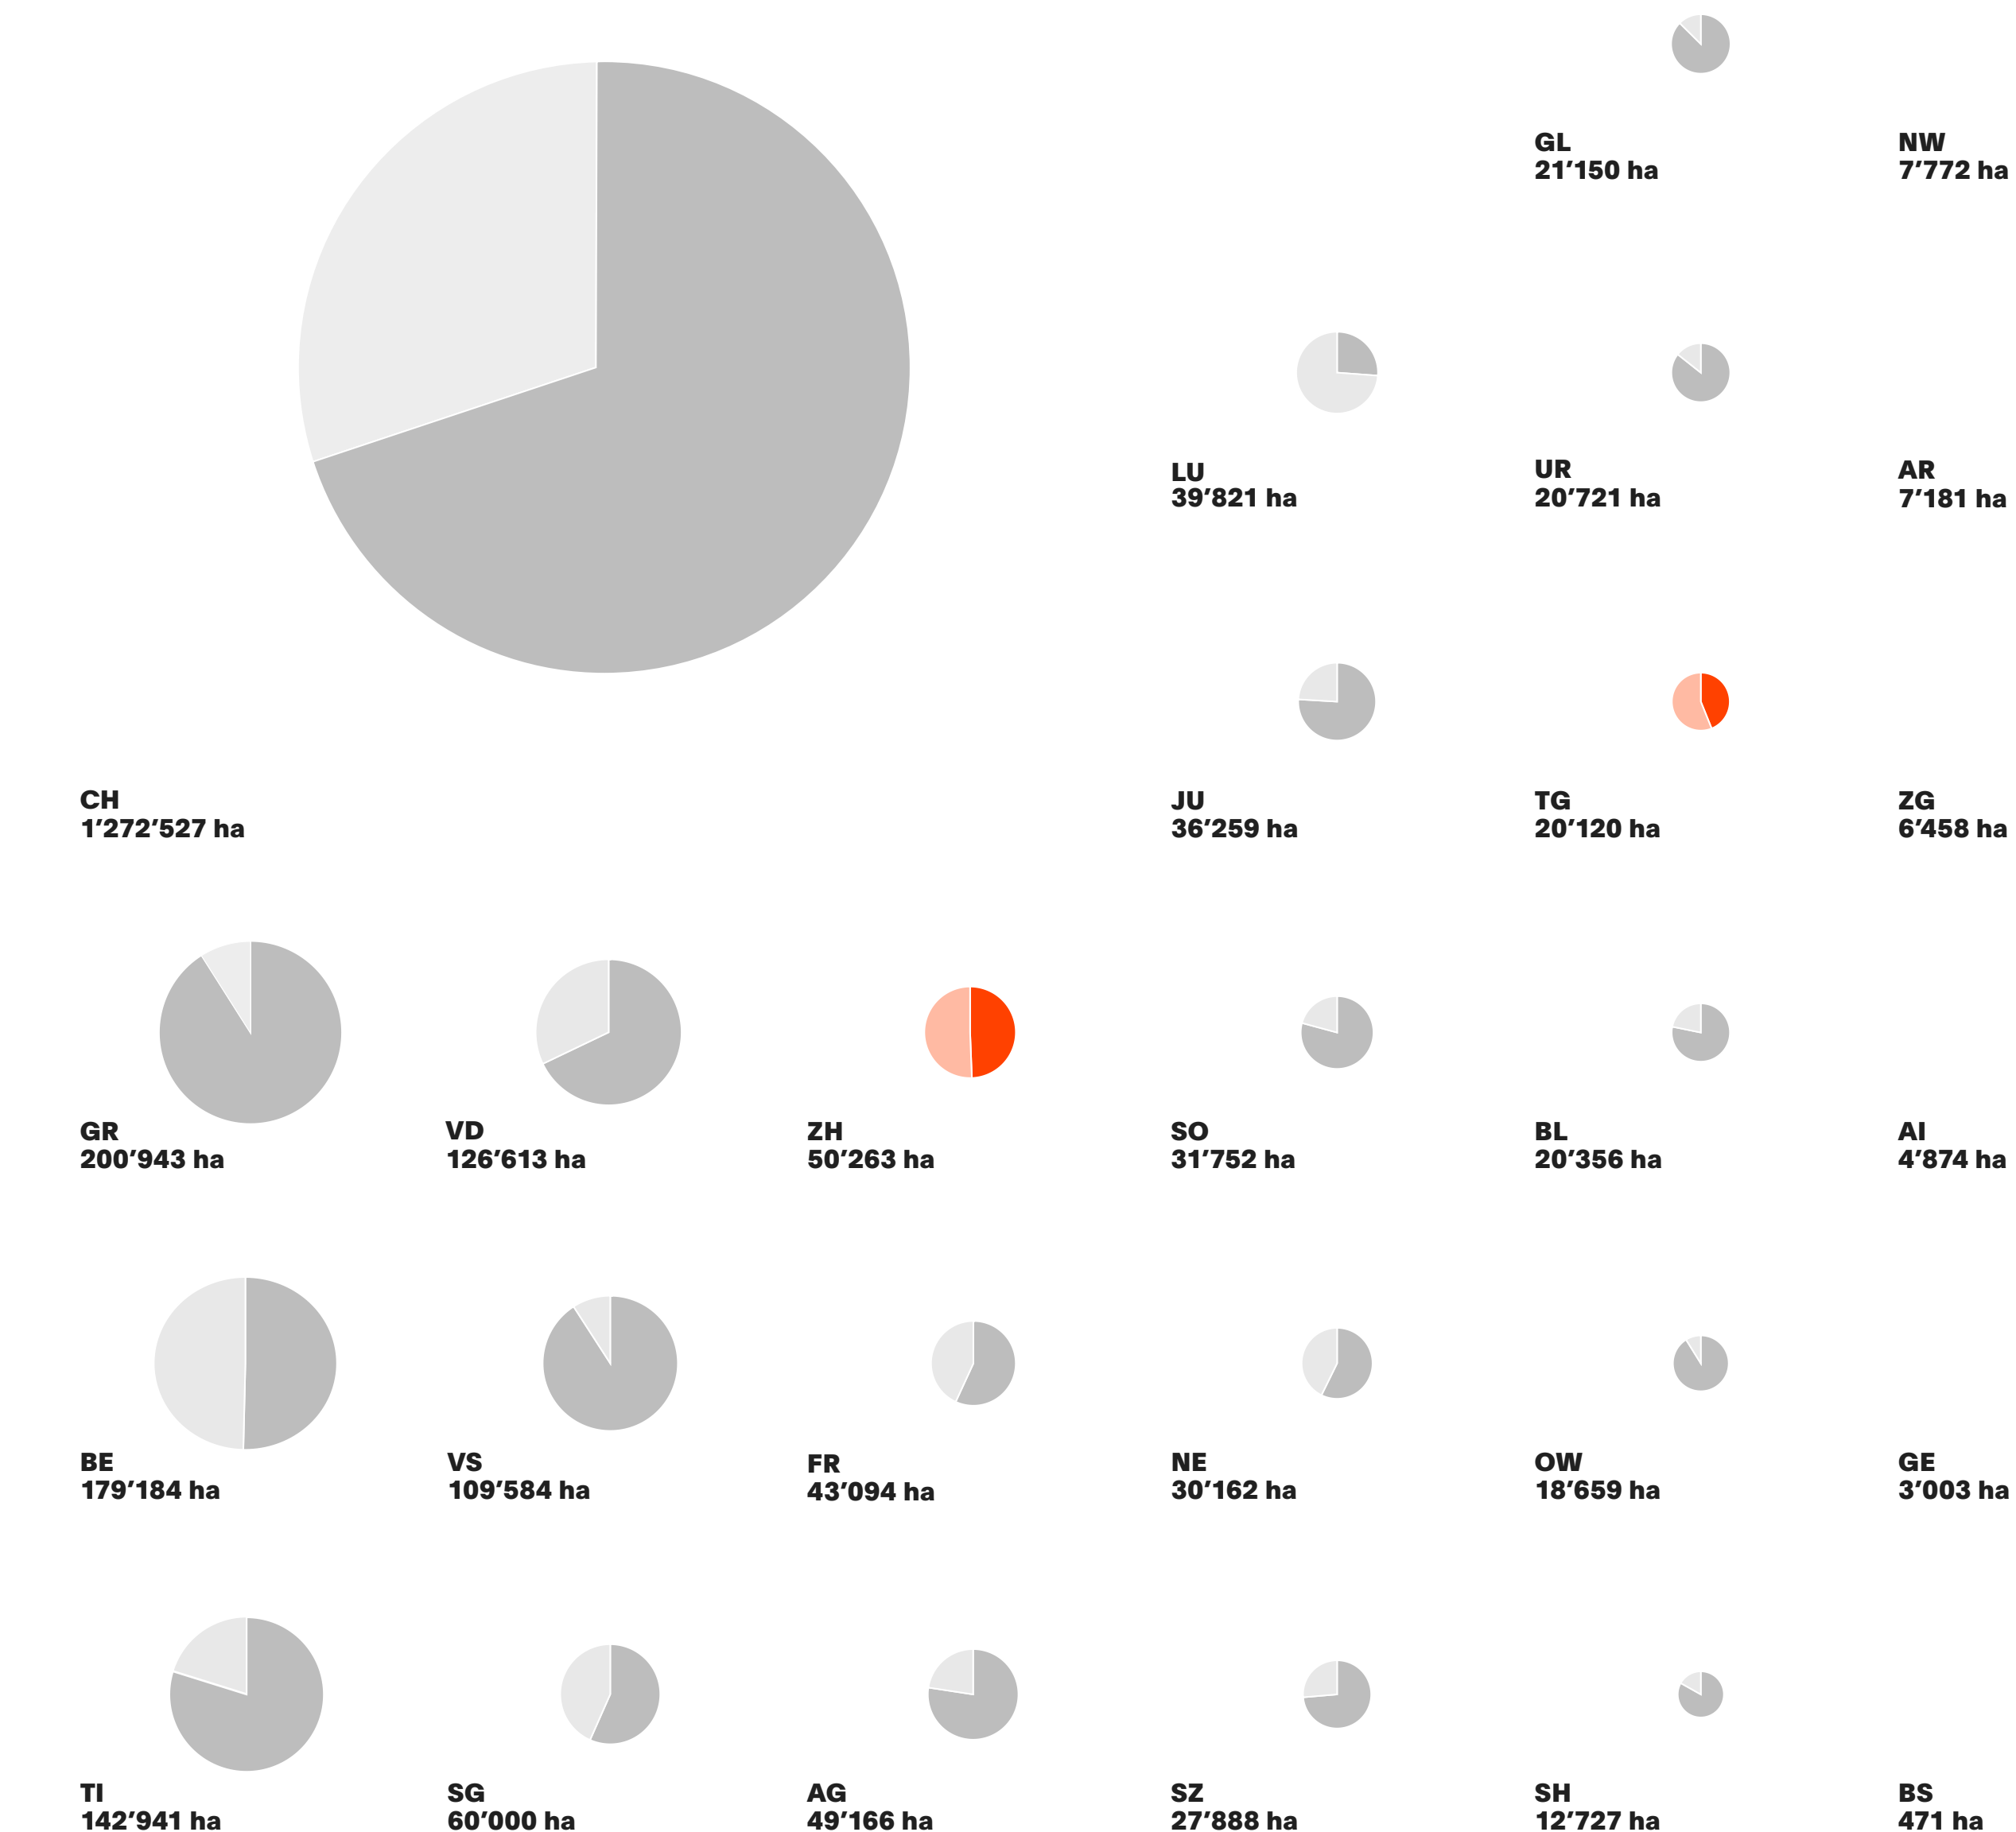 GL
21’150 ha
NW
7’772 ha
LU
39’821 ha
UR
20’721 ha
AR
7’181 ha
CH
1’272’527 ha
JU
36’259 ha
TG
20’120 ha
ZG
6’458 ha
GR
200’943 ha
VD
126’613 ha
ZH
50’263 ha
SO
31’752 ha
BL
20’356 ha
AI
4’874 ha
BE
179’184 ha
VS
109’584 ha
FR
43’094 ha
NE
30’162 ha
OW
18’659 ha
GE
3’003 ha
TI
142’941 ha
SG
60’000 ha
AG
49’166 ha
SZ
27’888 ha
SH
12’727 ha
BS
471 ha